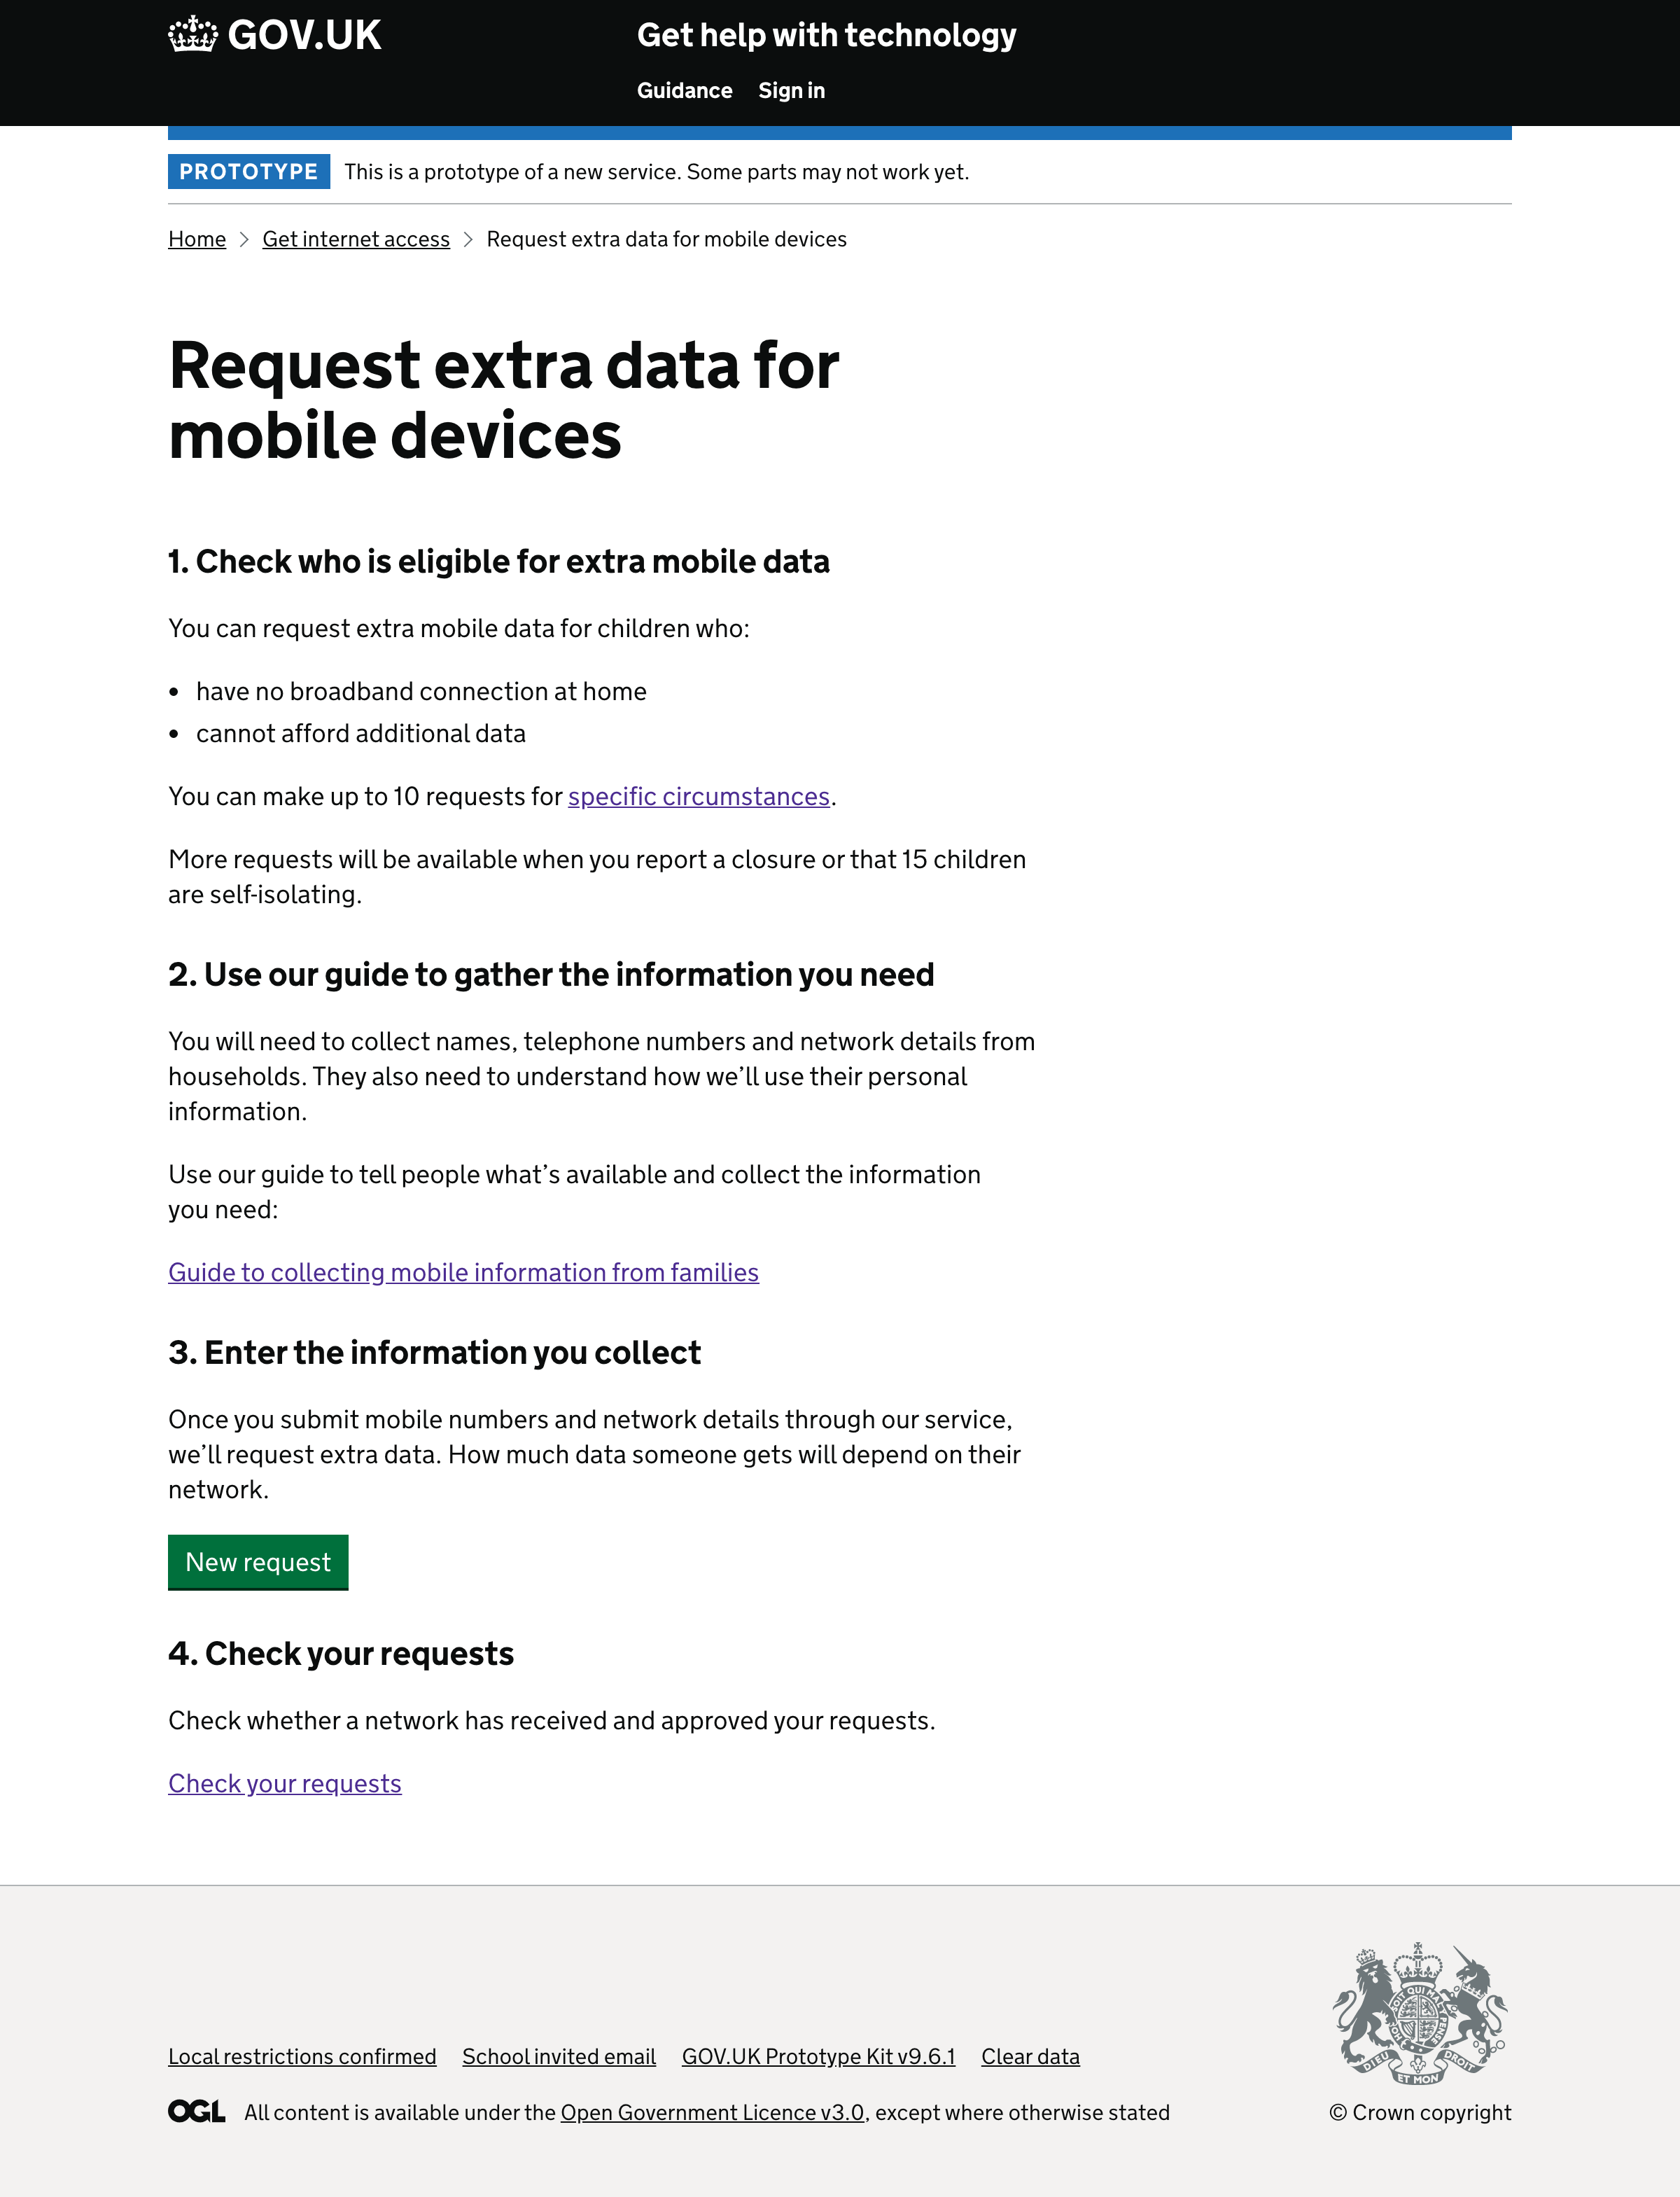 GOV.UK
Get help with technology
Guidance Sign in
PROTOTYPE This is a prototype of a new service. Some parts may not work yet.
Home Get internet access Request extra data for mobile devices
Request extra data for
mobile devices
1. Check who is eligible for extra mobile data
You can request extra mobile data for children who:
• have no broadband connection at home
• cannot afford additional data
You can make up to 10 requests for specific circumstances.
More requests will be available when you report a closure or that 15 children
are self-isolating.
2. Use our guide to gather the information you need
You will need to collect names, telephone numbers and network details from
households. They also need to understand how we’ll use their personal
information.
Use our guide to tell people what’s available and collect the information
you need:
Guide to collecting mobile information from families
3. Enter the information you collect
Once you submit mobile numbers and network details through our service,
we’ll request extra data. How much data someone gets will depend on their
network.
New request
4. Check your requests
Check whether a network has received and approved your requests.
Check your requests
Local restrictions confirmed School invited email GOV.UK Prototype Kit v9.6.1 Clear data
DIEU ET MON DROIT
OGL All content is available under the Open Government Licence v3.0, except where otherwise stated
© Crown copyright